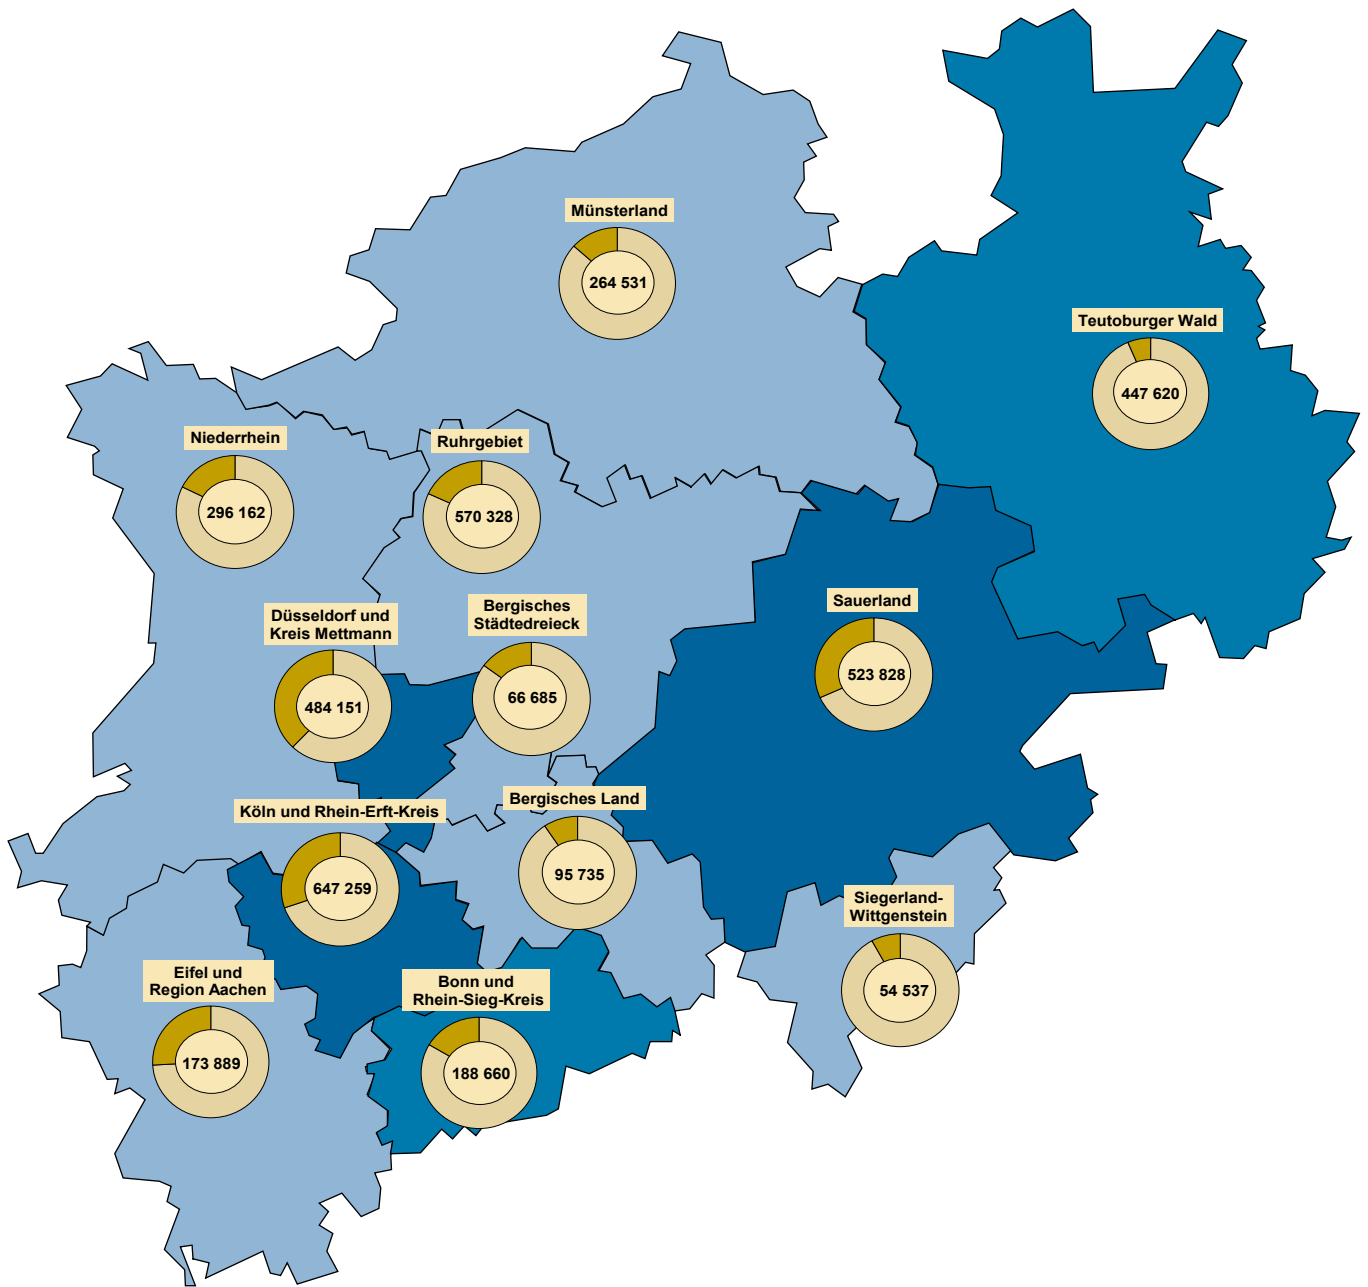 Münsterland
264 531
Teutoburger Wald
447 620
Niederrhein
296 162
Ruhrgebiet
570 328
Düsseldorf und
Kreis Mettmann
484 151
Bergisches
Städtedreieck
66 685
Sauerland
523 828
Köln und Rhein-Erft-Kreis
647 259
Bergisches Land
95 735
Siegerland-
Wittgenstein
54 537
Eifel und
Region Aachen
173 889
Bonn und
Rhein-Sieg-Kreis
188 660